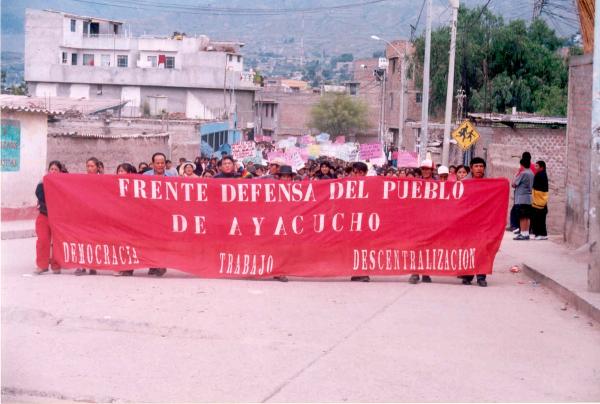 FRENTE DEFENSA DEL PUEBLO
DE AYACUCHO
DEMOCRACIA TRABAJO DESCENTRALIZACION